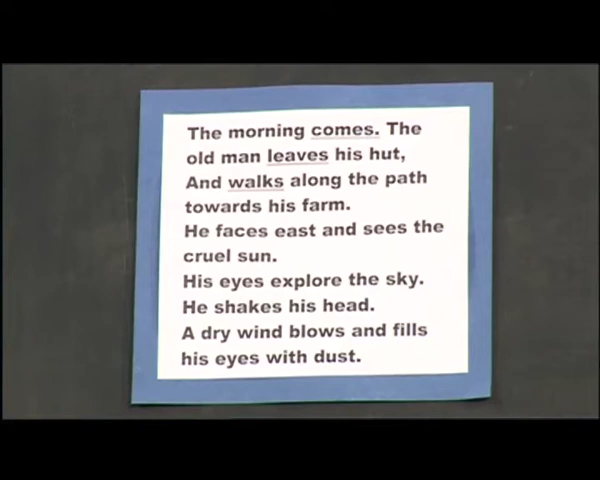 The morning comes. The
old man leaves his hut,
And walks along the path
towards his farm.
He faces east and sees the
cruel sun.
His eyes explore the sky.
He shakes his head.
A dry wind blows and fills
his eyes with dust.